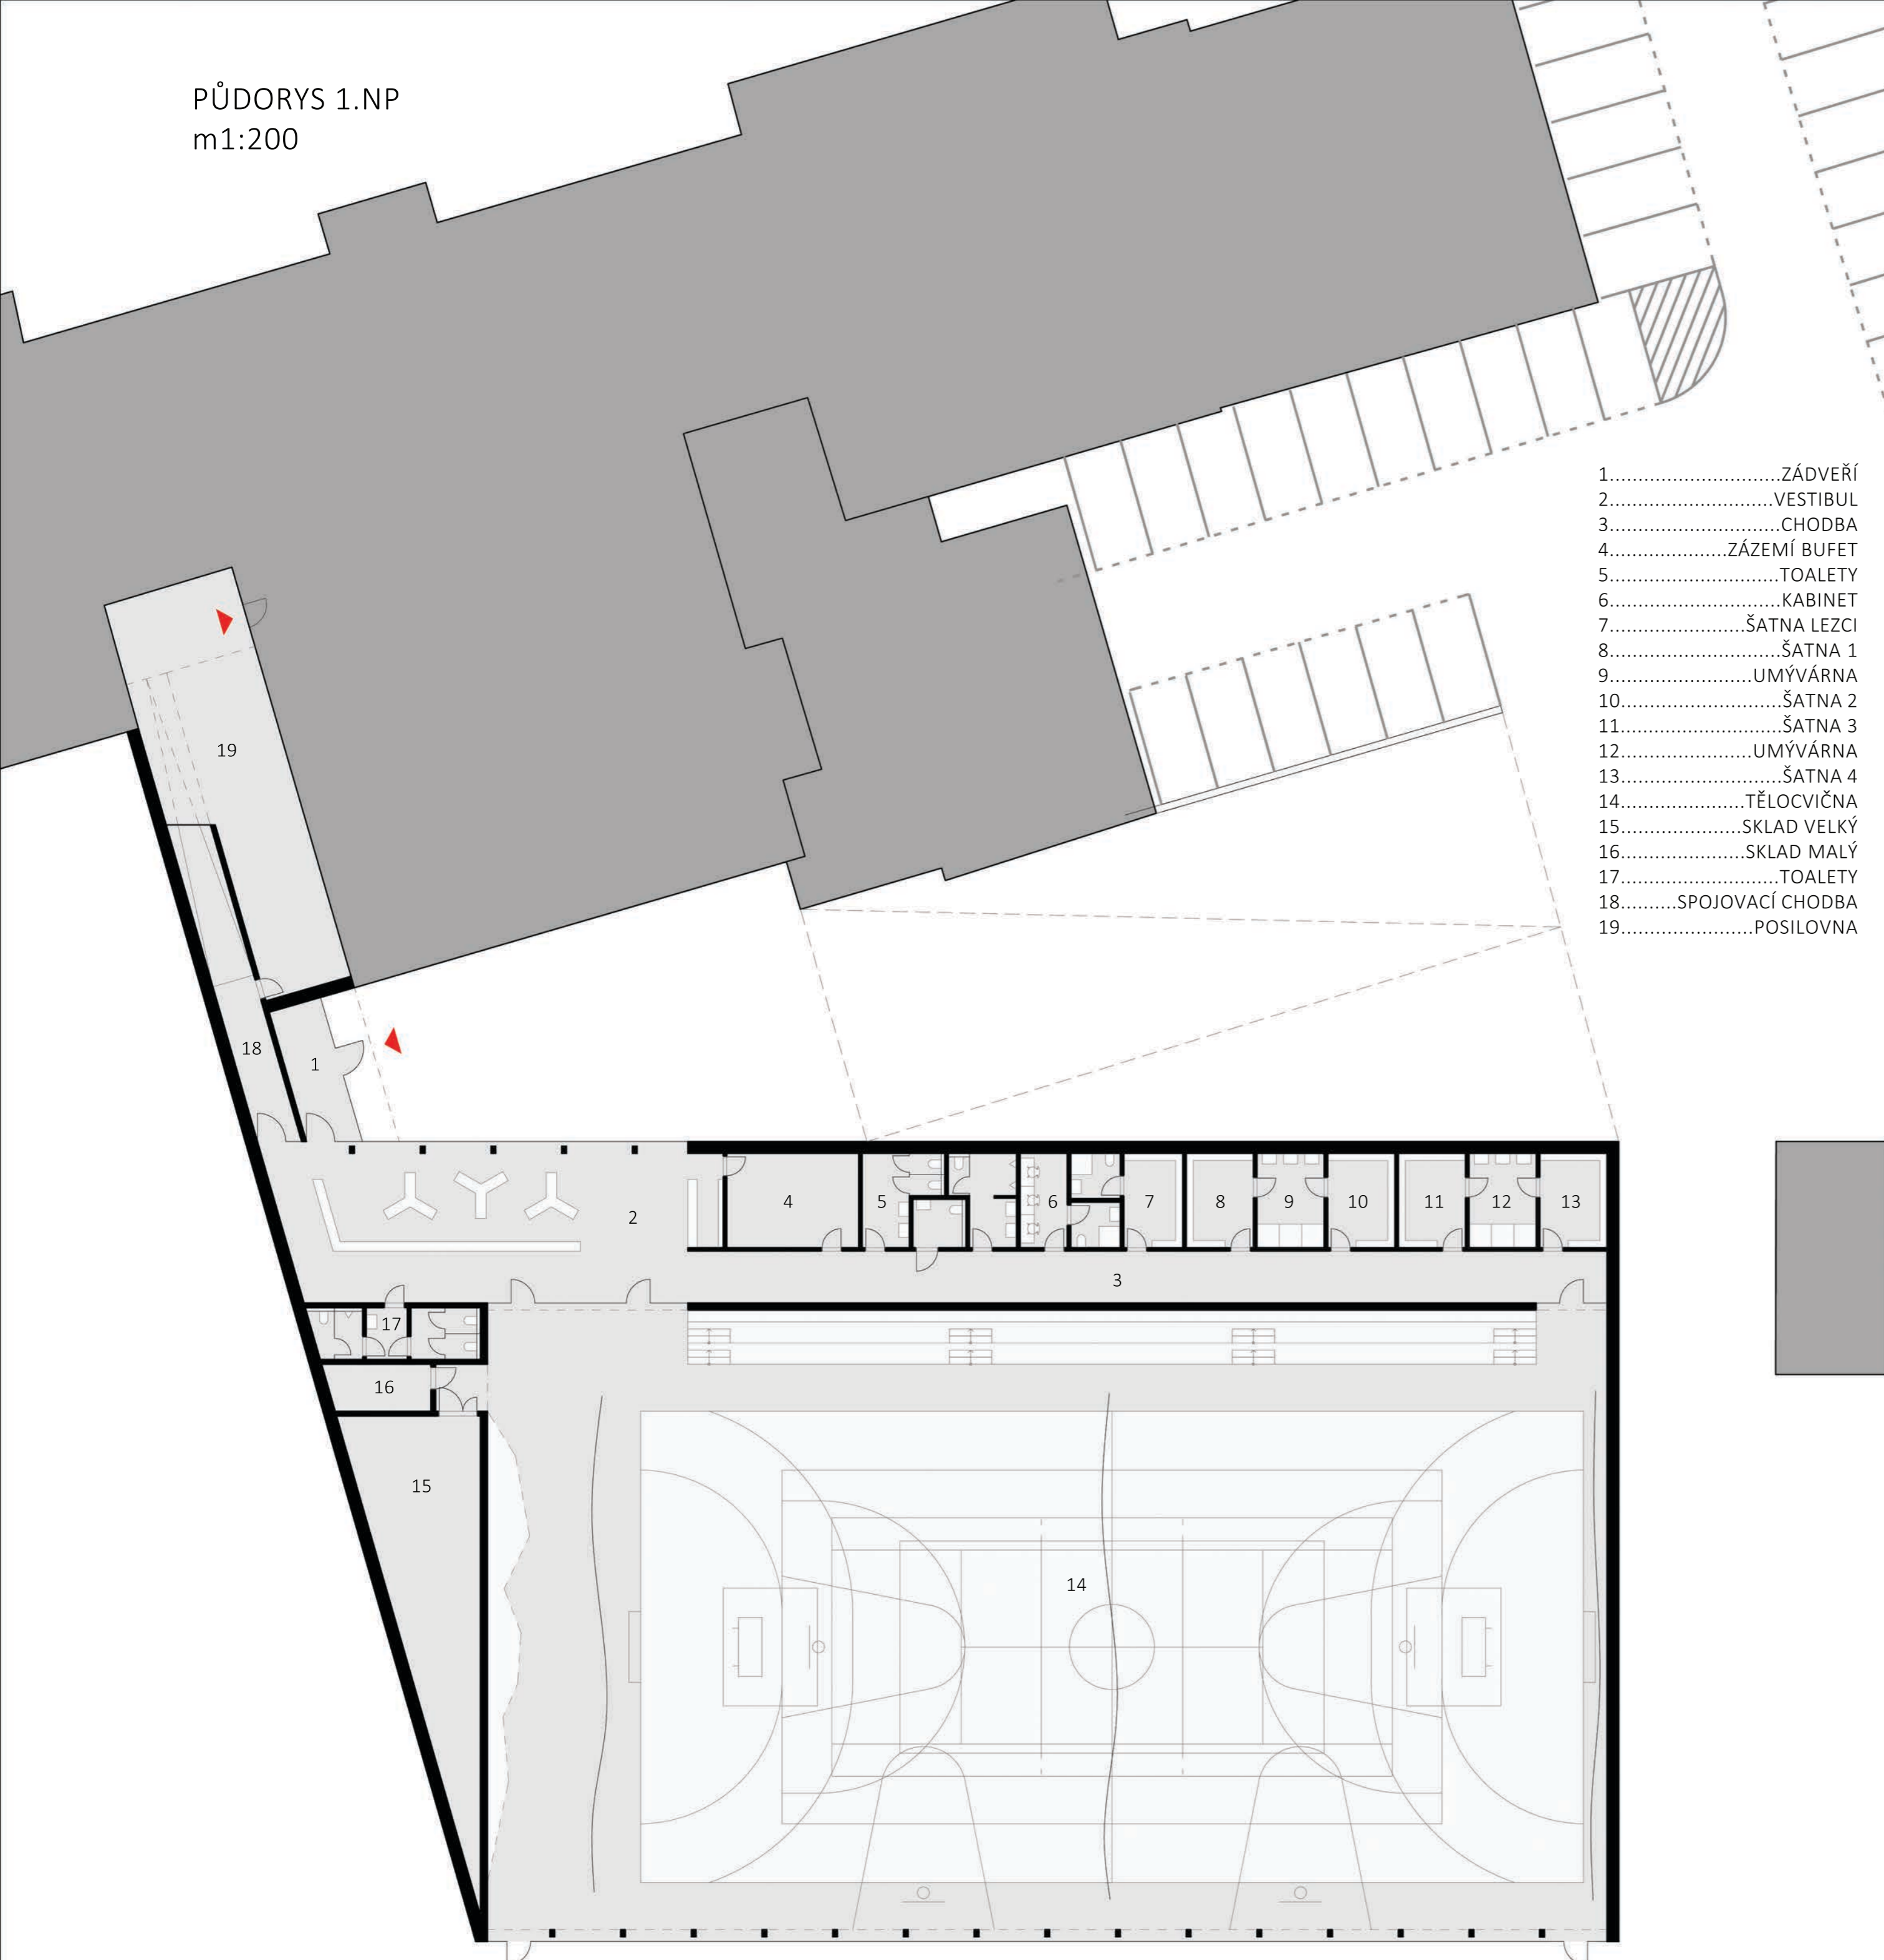 PŮDORYS 1.NP
m1:200
1.............................ZÁDVEŘÍ
2............................VESTIBUL
3.............................CHODBA
4....................ZÁZEMÍ BUFET
5.............................TOALETY
6.............................KABINET
7.......................ŠATNA LEZCI
8.............................ŠATNA 1
9........................UMÝVÁRNA
10...........................ŠATNA 2
11...........................ŠATNA 3
12......................UMÝVÁRNA
13...........................ŠATNA 4
14.....................TĚLOCVIČNA
15....................SKLAD VELKÝ
16.....................SKLAD MALÝ
17...........................TOALETY
18..........SPOJOVACÍ CHODBA
19.......................POSILOVNA
19
18
1
2
4
5
6
7
8
9
10
11
12
13
3
17
16
15
14